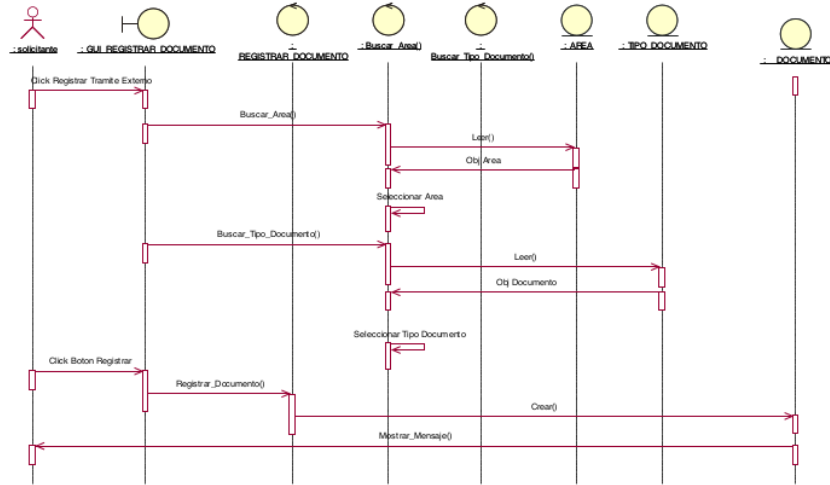 : solicitante
: GUI_REGISTRAR_DOCUMENTO
:
REGISTRAR_DOCUMENTO
: Buscar_Area()
:
Buscar_Tipo_Documento()
: AREA
: TIPO_DOCUMENTO
: DOCUMENTO
Click Registrar Tramite Externo
Buscar_Area()
Leer()
Obj Area
Seleccionar Area
Buscar_Tipo_Documento()
Leer()
Obj Documento
Seleccionar Tipo Documento
Click Boton Registrar
Registrar_Documento()
Crear()
Mostrar_Mensaje()